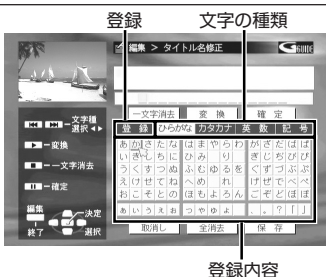 登録 文字の種類
編集 > タイトル名修正
GGUIDE
一文字消去 変 換 確 定
登 録 ひらがな カタカナ 英 数 記 号
あ か さ た な は ま や ら わ が ざ だ ば ぱ
い き し ち に ひ み り ぎ じ ぢ び ぴ
う く す つ ぬ ふ む ゆ る を ぐ ず づ ぶ ぷ
え け せ て ね へ め れ げ ぜ で べ ぺ
お こ そ と の ほ も よ ろ ん ご ぞ ど ぼ ぽ
ぁ ぃ ぅ ぇ ぉ っ ゃ ゅ ょ 、 。 ? 「 」
取消し 全消去 保 存
文字種
選択
変換
一文字消去
確定
編集
終了
決定
選択
登録内容